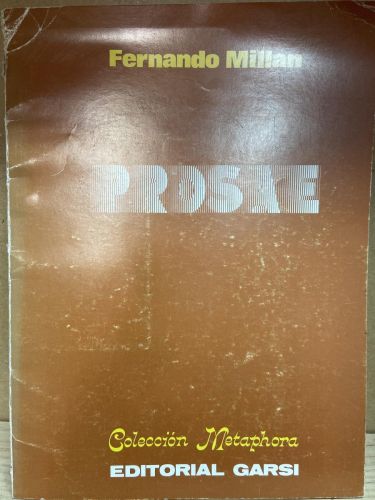 Fernando Millan
PROSAE
Colección Metaphora
EDITORIAL GARSI